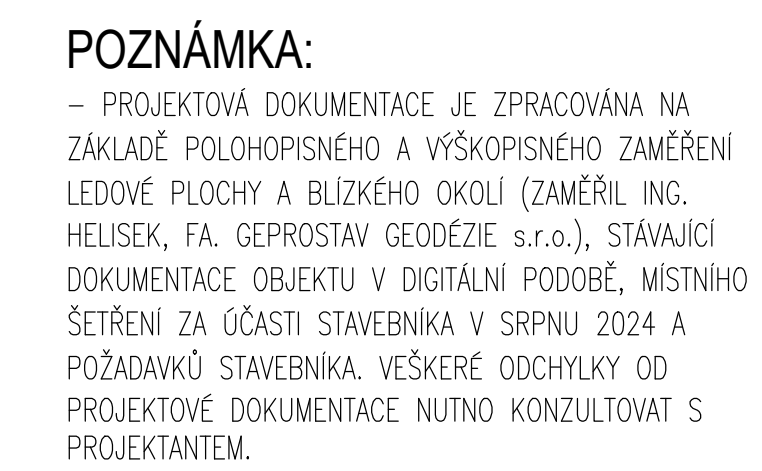 POZNÁMKA:
– PROJEKTOVÁ DOKUMENTACE JE ZPRACOVÁNA NA
ZÁKLADĚ POLOHOPISNÉHO A VÝŠKOPISNÉHO ZAMĚŘENÍ
LEDOVÉ PLOCHY A BLÍZKÉHO OKOLÍ (ZAMĚŘIL ING.
HELISEK, FA. GEPROSTAV GEODÉZIE s.r.o.), STÁVAJÍCÍ
DOKUMENTACE OBJEKTU V DIGITÁLNÍ PODOBĚ, MÍSTNÍHO
ŠETŘENÍ ZA ÚČASTI STAVEBNÍKA V SRPNU 2024 A
POŽADAVKŮ STAVEBNÍKA. VEŠKERÉ ODCHYLKY OD
PROJEKTOVÉ DOKUMENTACE NUTNO KONZULTOVAT S
PROJEKTANTEM.